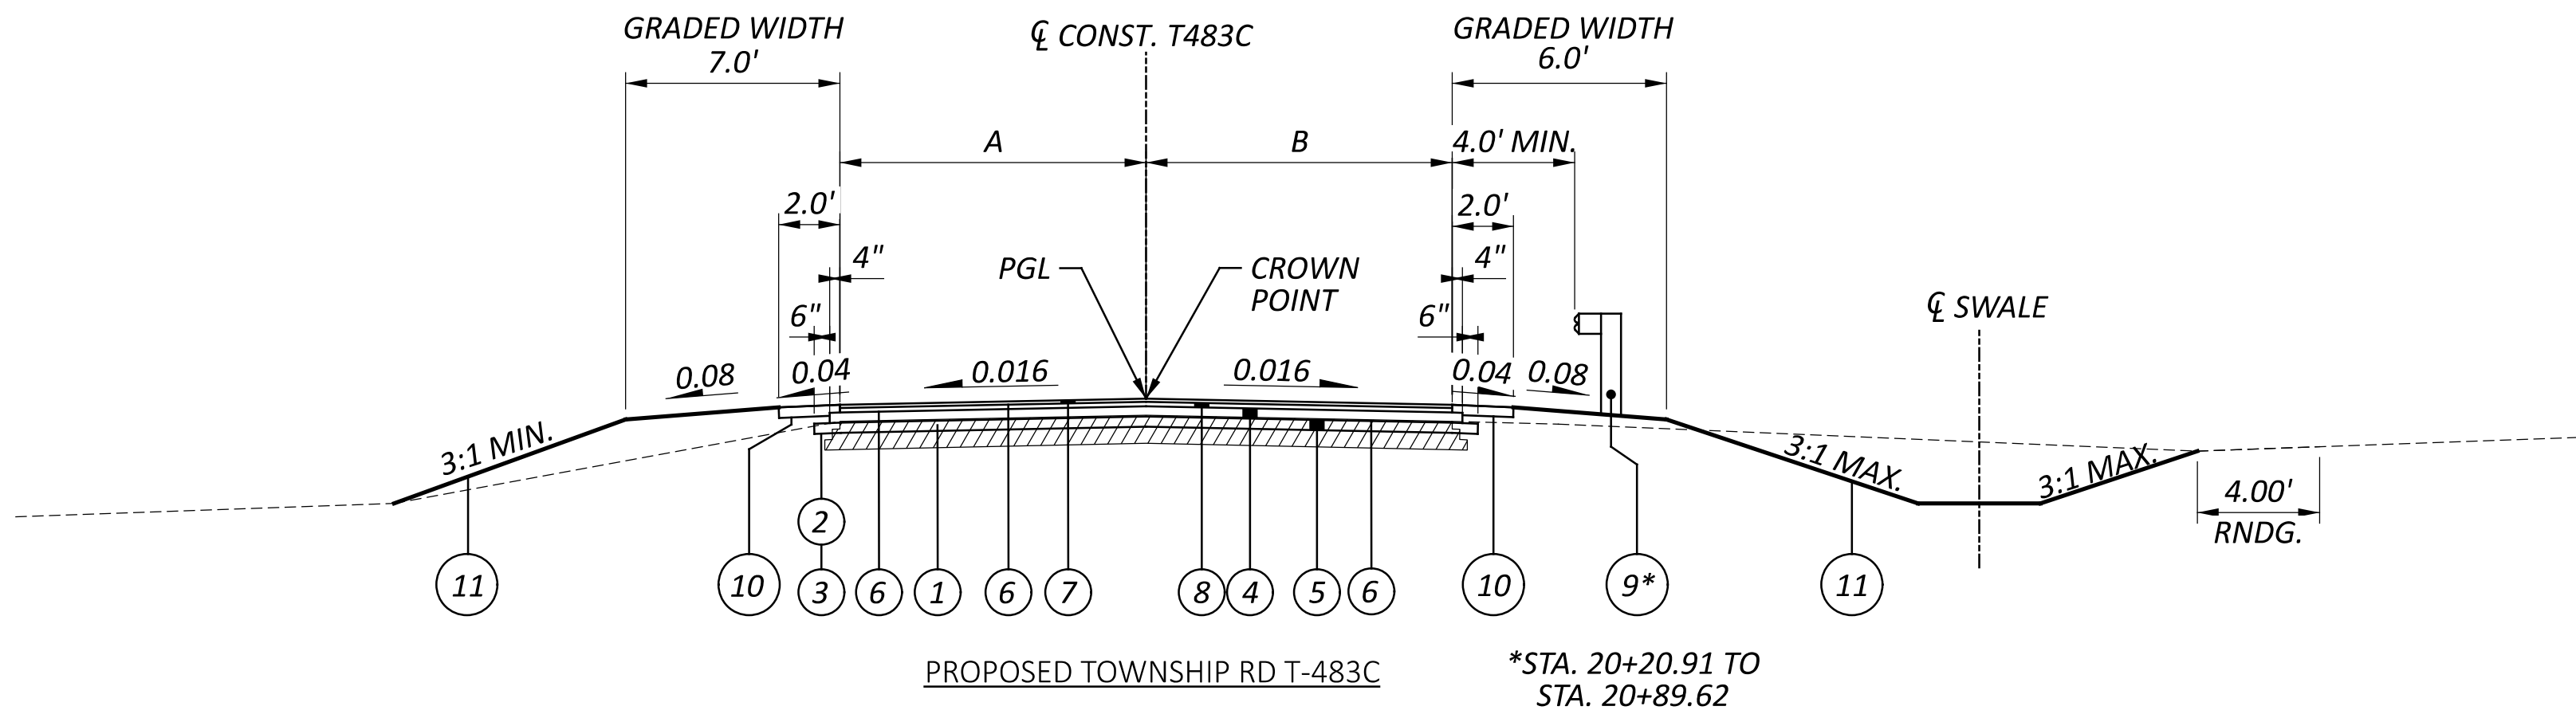 GRADED WIDTH
7.0'
℄ CONST. T483C
GRADED WIDTH
6.0'
A
B
4.0' MIN.
2.0'
2.0'
4"
4"
PGL
CROWN
POINT
6"
6"
℄ SWALE
0.08
0.04
0.016
0.016
0.04
0.08
3:1 MIN.
3:1 MAX.
3:1 MAX.
4.00'
RNDG.
2
11
10
3
6
1
6
7
8
4
5
6
10
9*
11
PROPOSED TOWNSHIP RD T-483C
*STA. 20+20.91 TO
STA. 20+89.62